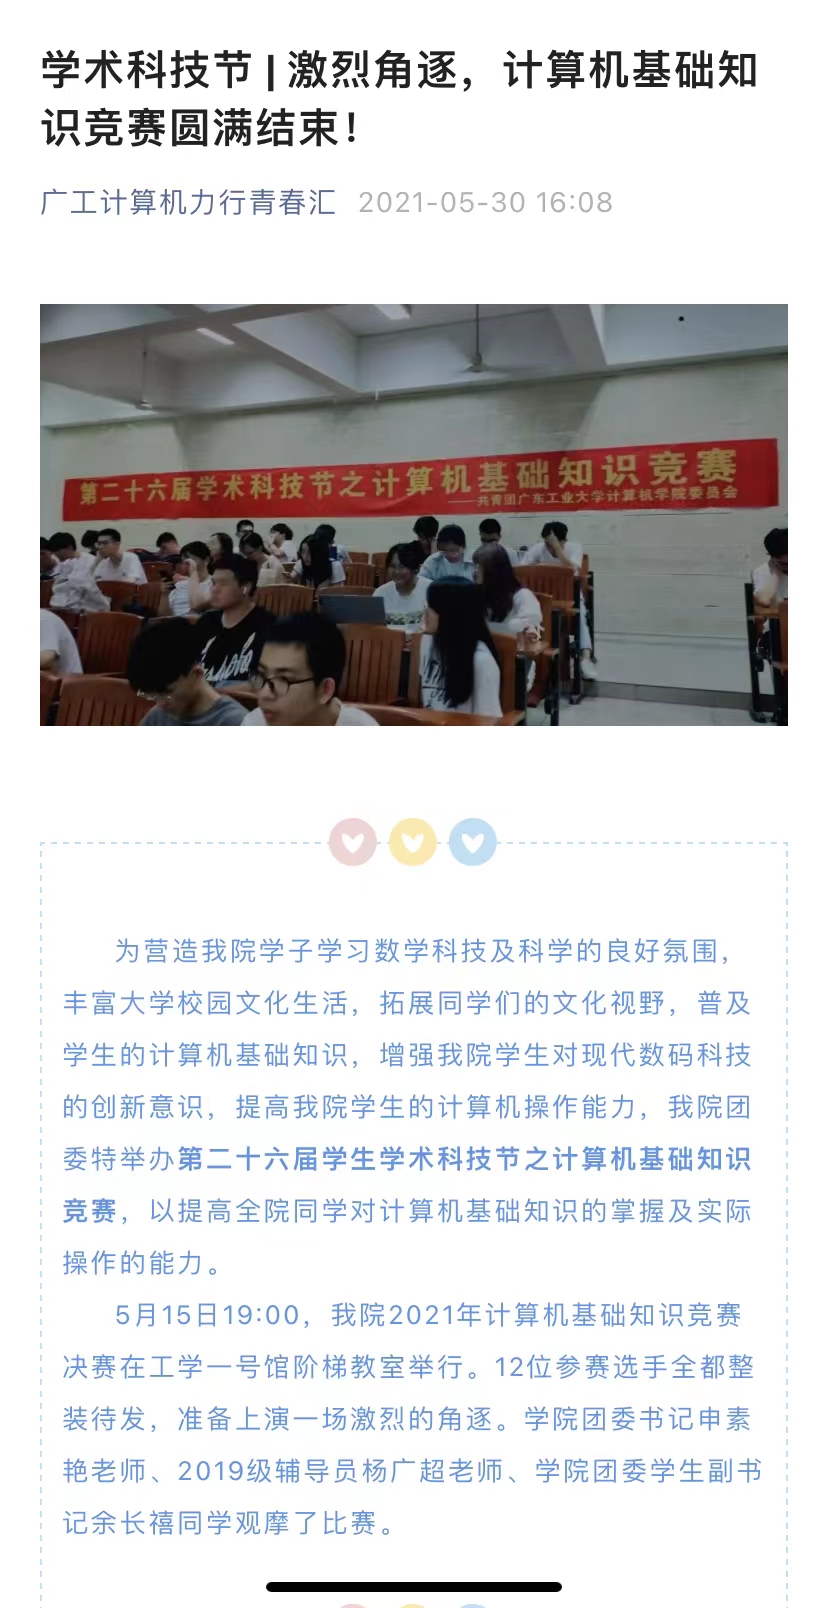 学术科技节 | 激烈角逐，计算机基础知
识竞赛圆满结束！
广工计算机力行青春汇 2021-05-30 16:08
第二十六届学术科技节之计算机基础知识竞赛
——共青团广东工业大学计算机学院委员会
为营造我院学子学习数学科技及科学的良好氛围，
丰富大学校园文化生活，拓展同学们的文化视野，普及
学生的计算机基础知识，增强我院学生对现代数码科技
的创新意识，提高我院学生的计算机操作能力，我院团
委特举办第二十六届学生学术科技节之计算机基础知识
竞赛，以提高全院同学对计算机基础知识的掌握及实际
操作的能力。
5月15日19:00，我院2021年计算机基础知识竞赛
决赛在工学一号馆阶梯教室举行。12位参赛选手全都整
装待发，准备上演一场激烈的角逐。学院团委书记申素
艳老师、2019级辅导员杨广超老师、学院团委学生副书
记余长禧同学观摩了比赛。